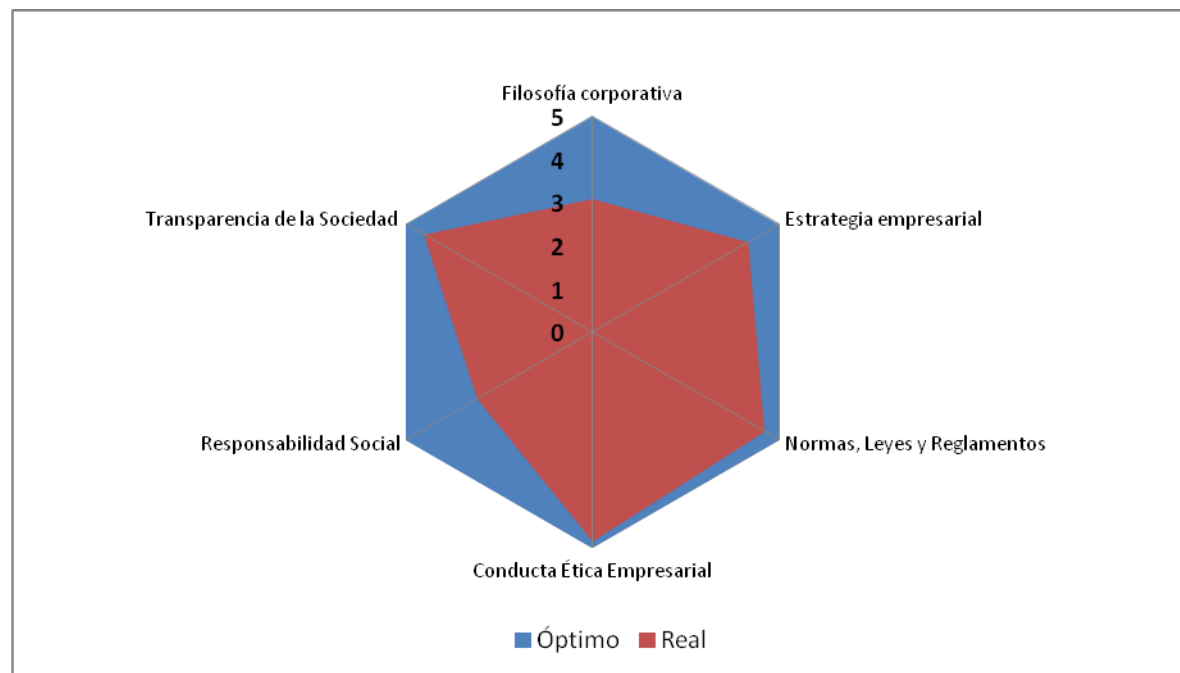 Filosofía corporativa
5
4
3
2
1
0
Transparencia de la Sociedad
Estrategia empresarial
Responsabilidad Social
Normas, Leyes y Reglamentos
Conducta Ética Empresarial
Óptimo Real